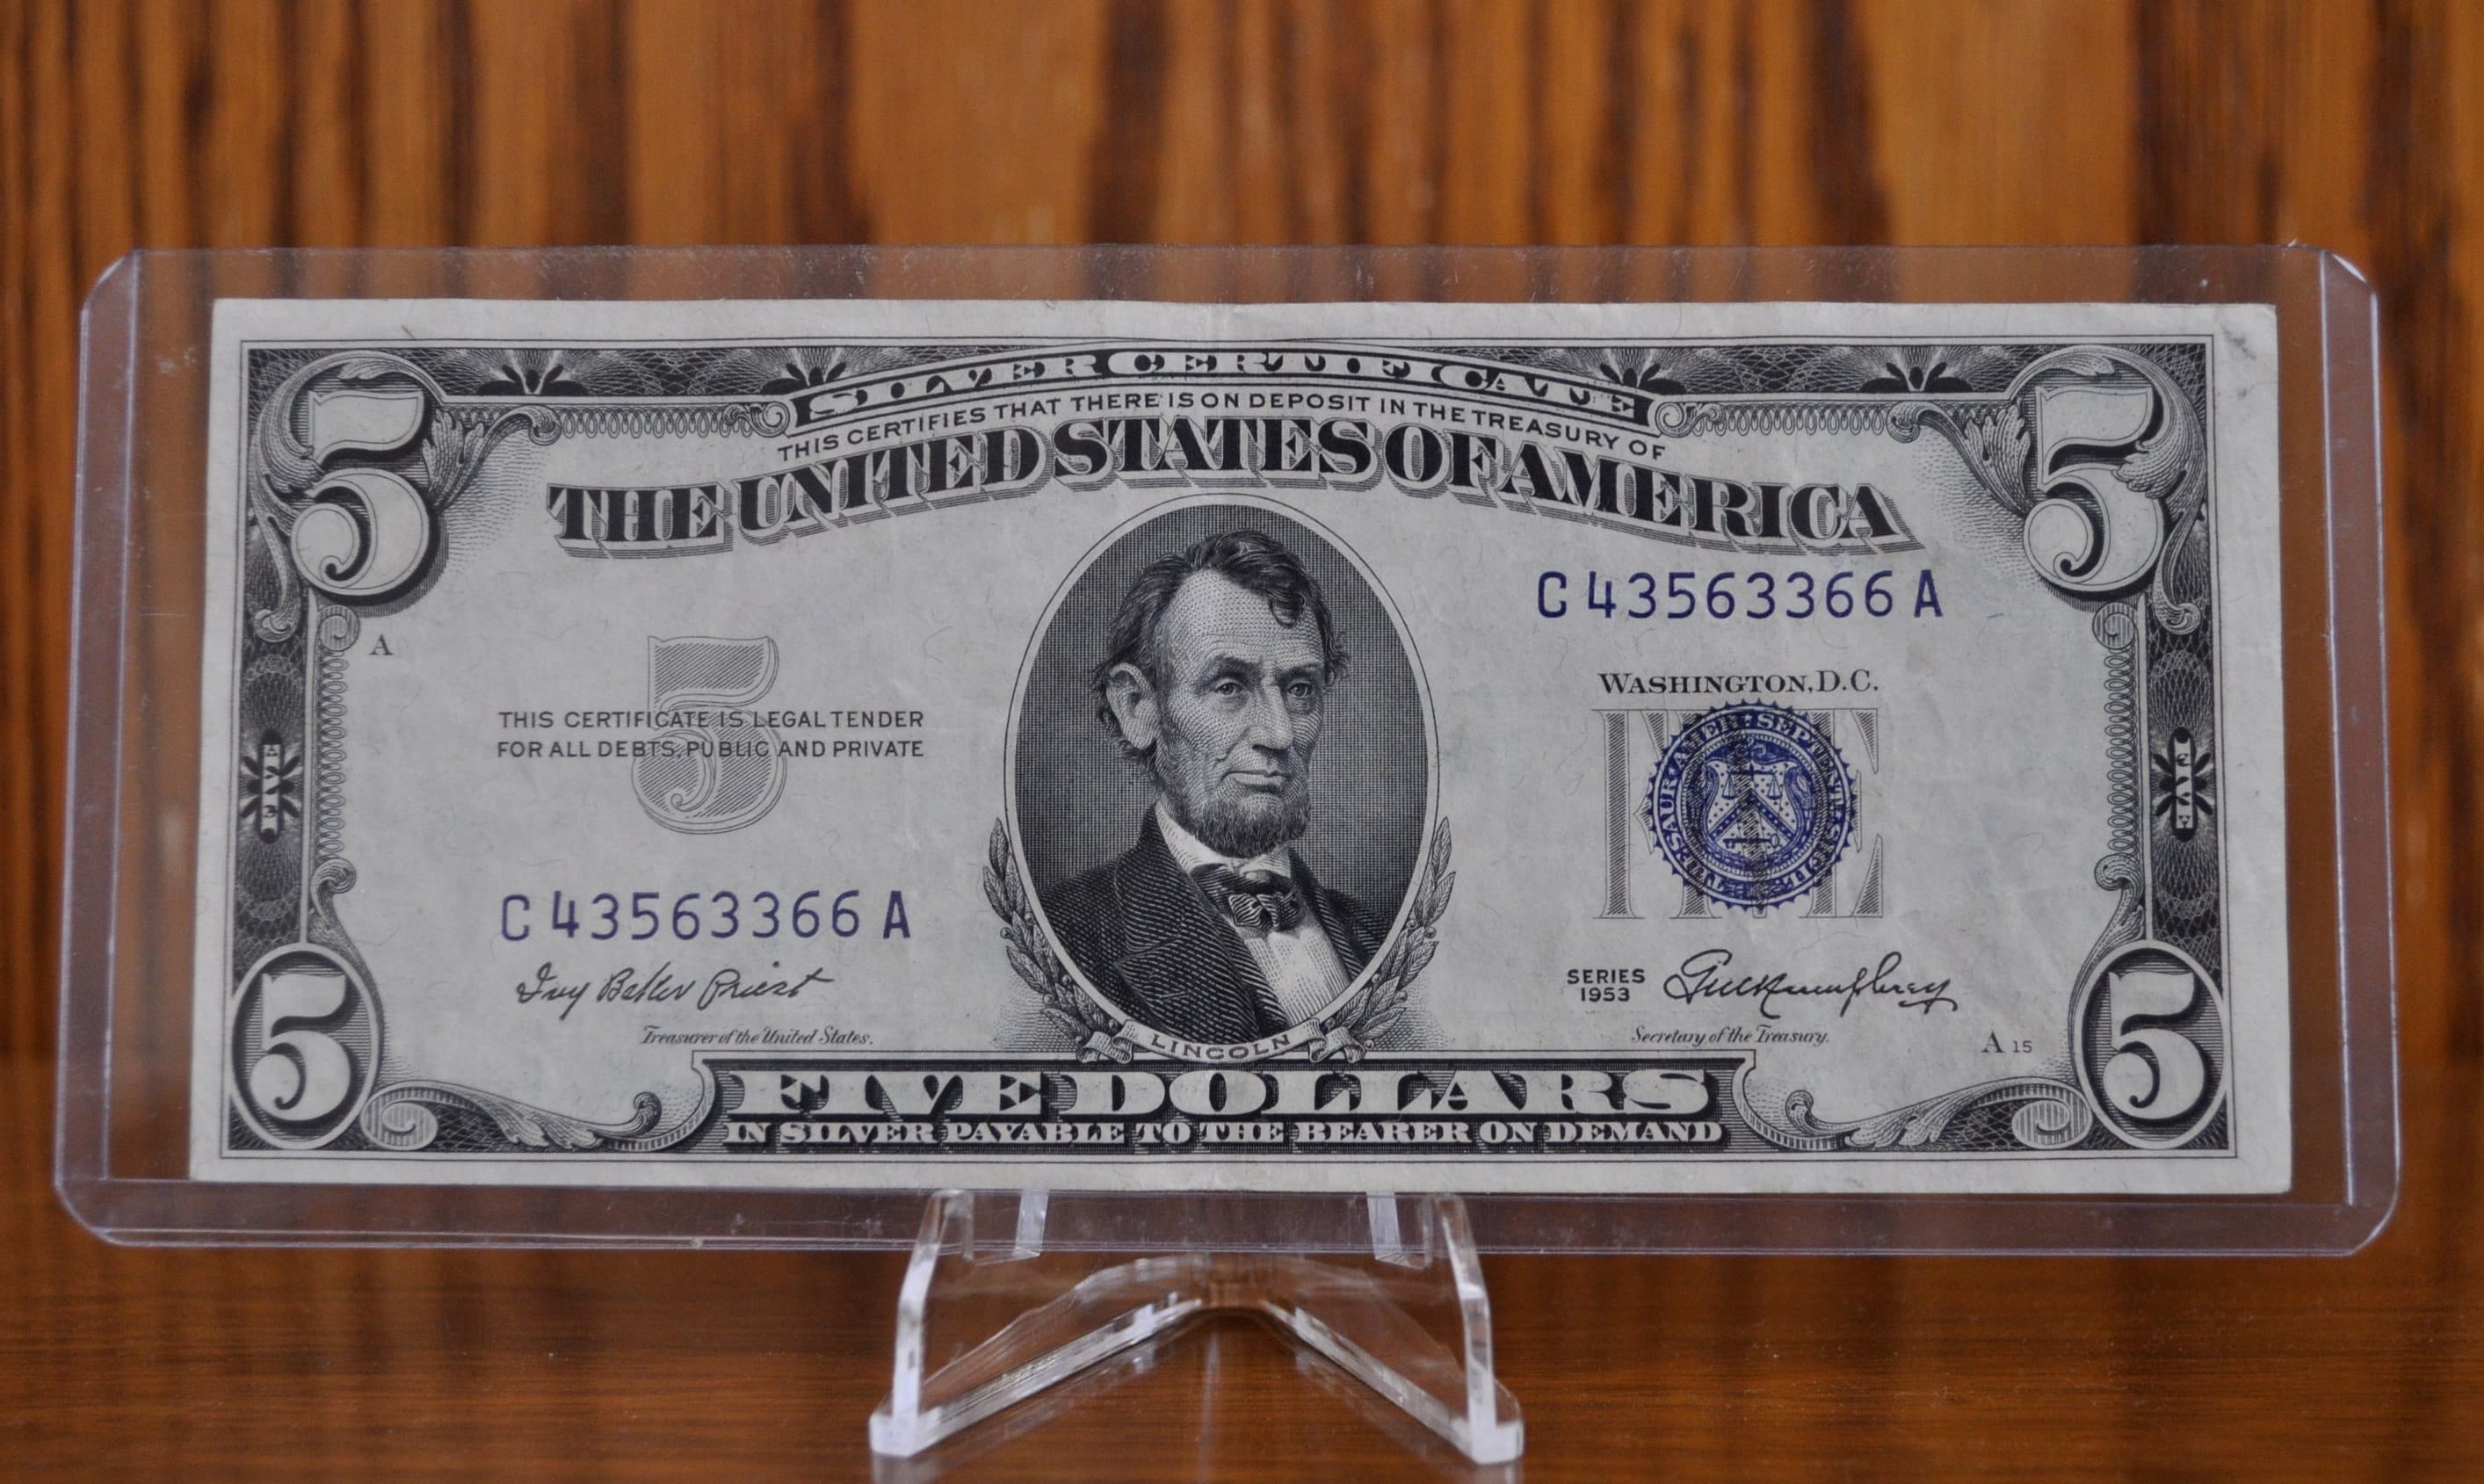 5 SILVER CERTIFICATE 5
THIS CERTIFIES THAT THERE IS ON DEPOSIT IN THE TREASURY OF
THE UNITED STATES OF AMERICA
C 43563366 A
A
WASHINGTON, D.C.
5
THIS CERTIFICATE IS LEGAL TENDER
FOR ALL DEBTS, PUBLIC AND PRIVATE
FIVE
FIVE
FIVE
C 43563366 A
Ivy Baker Priest
SERIES
1953
G M Humphrey
Treasurer of the United States.
Secretary of the Treasury.
A 15
LINCOLN
5 FIVE DOLLARS 5
IN SILVER PAYABLE TO THE BEARER ON DEMAND